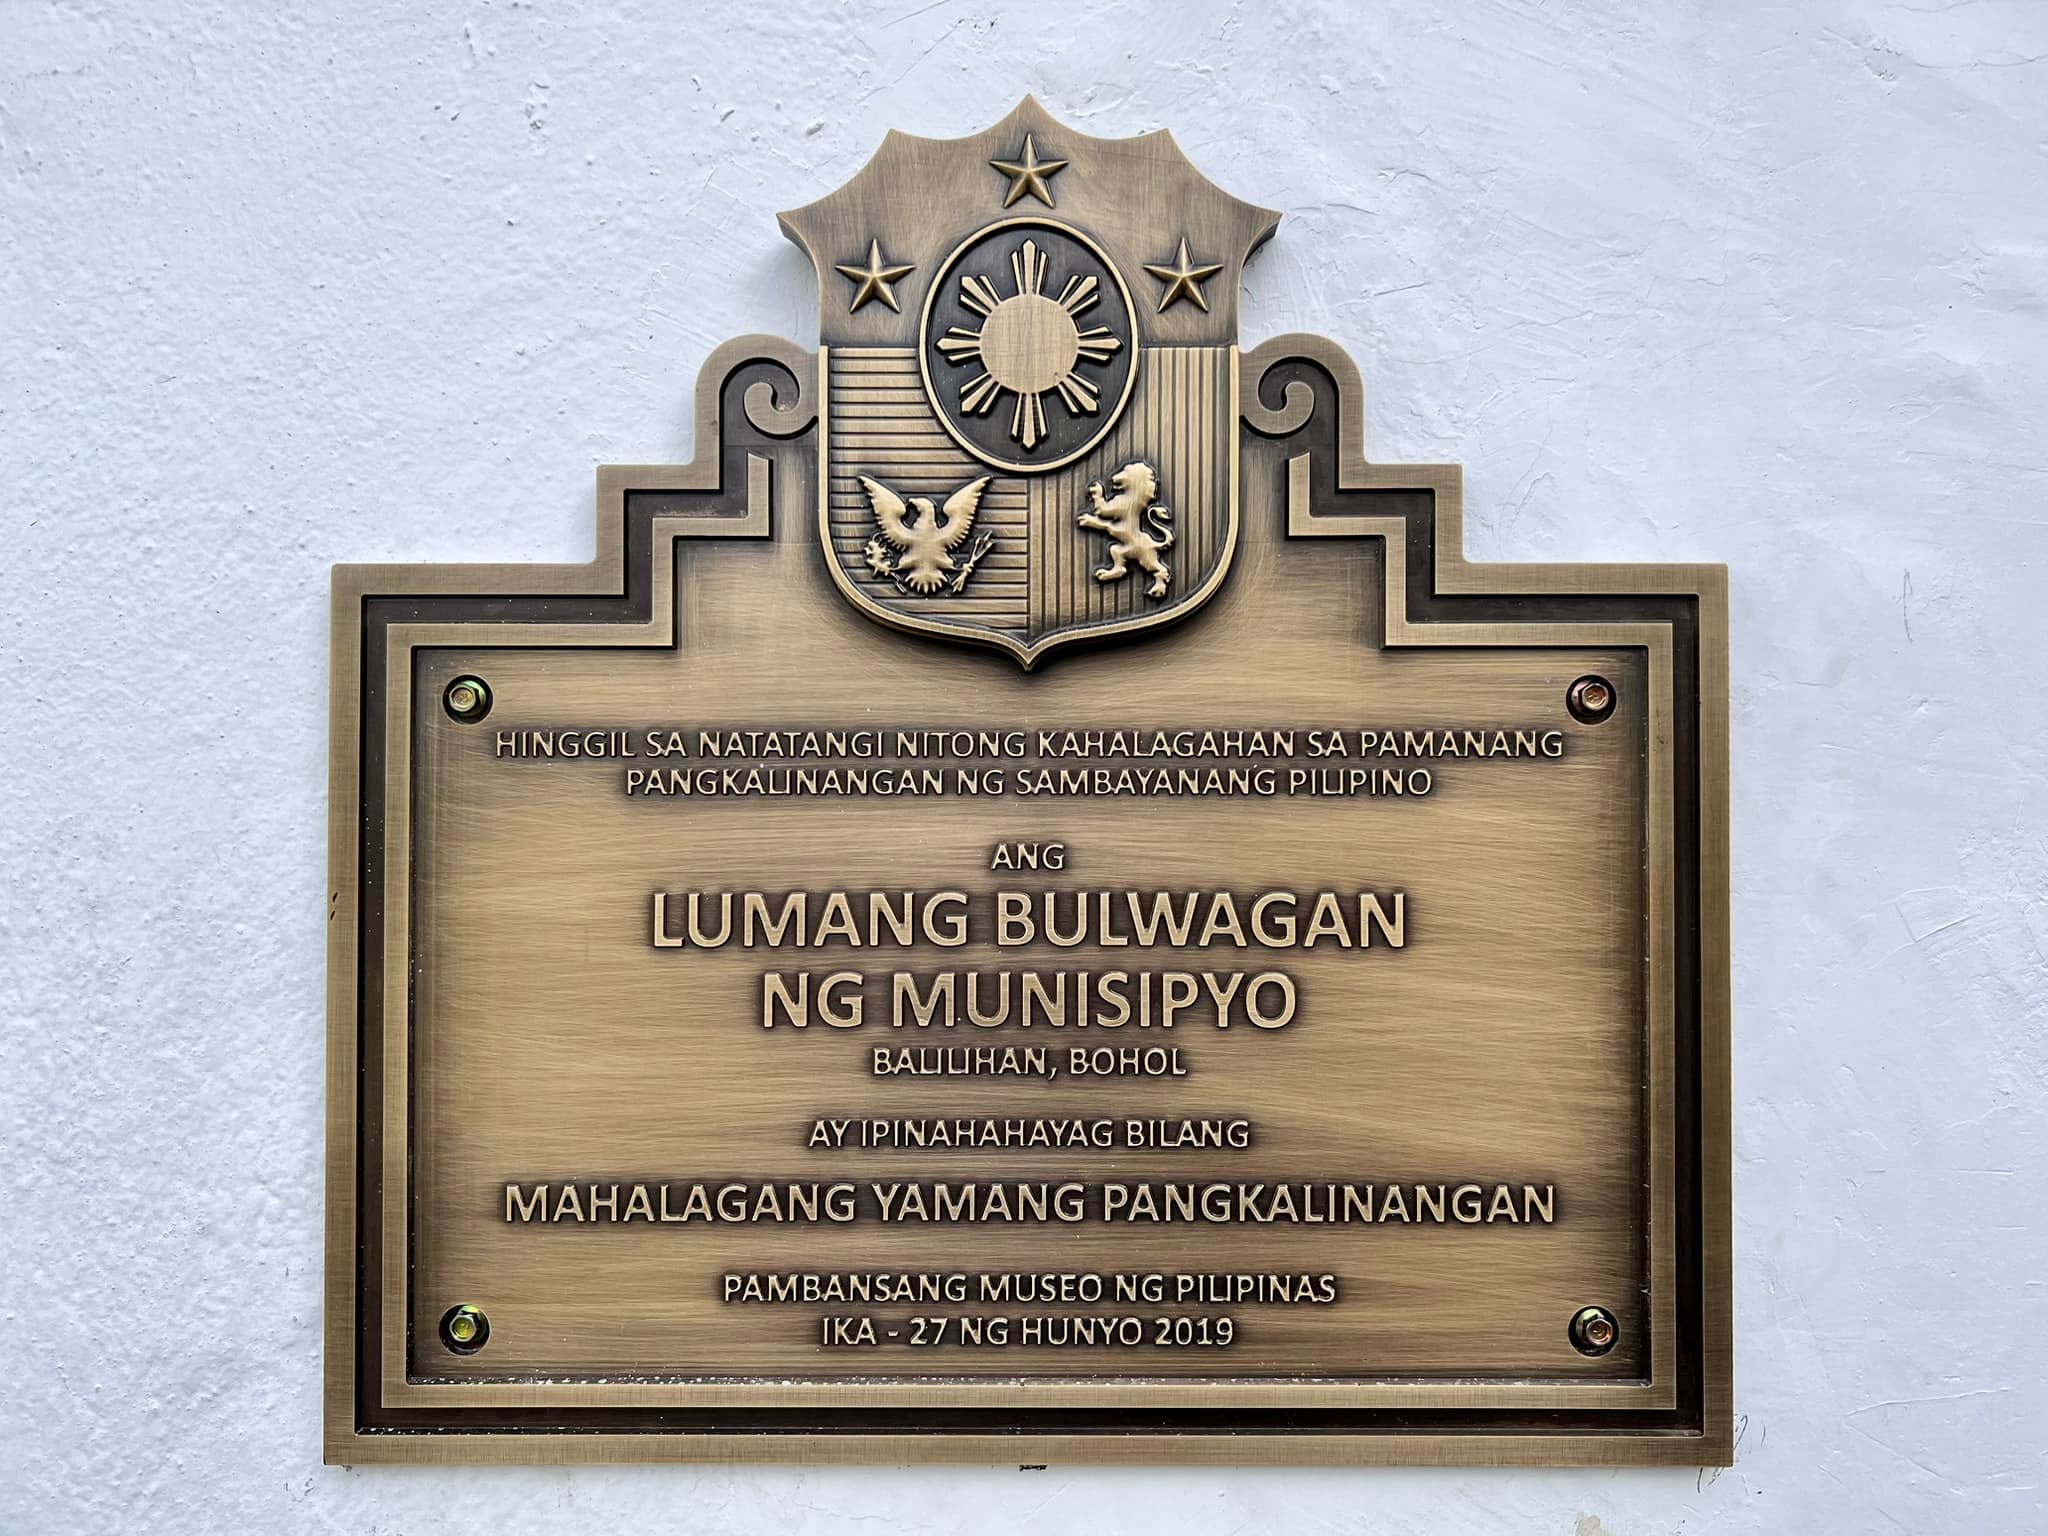 HINGGIL SA NATATANGI NITONG KAHALAGAHAN SA PAMANANG
PANGKALINANGAN NG SAMBAYANANG PILIPINO
ANG
LUMANG BULWAGAN
NG MUNISIPYO
BALILIHAN, BOHOL
AY IPINAHAHAYAG BILANG
MAHALAGANG YAMANG PANGKALINANGAN
PAMBANSANG MUSEO NG PILIPINAS
IKA - 27 NG HUNYO 2019